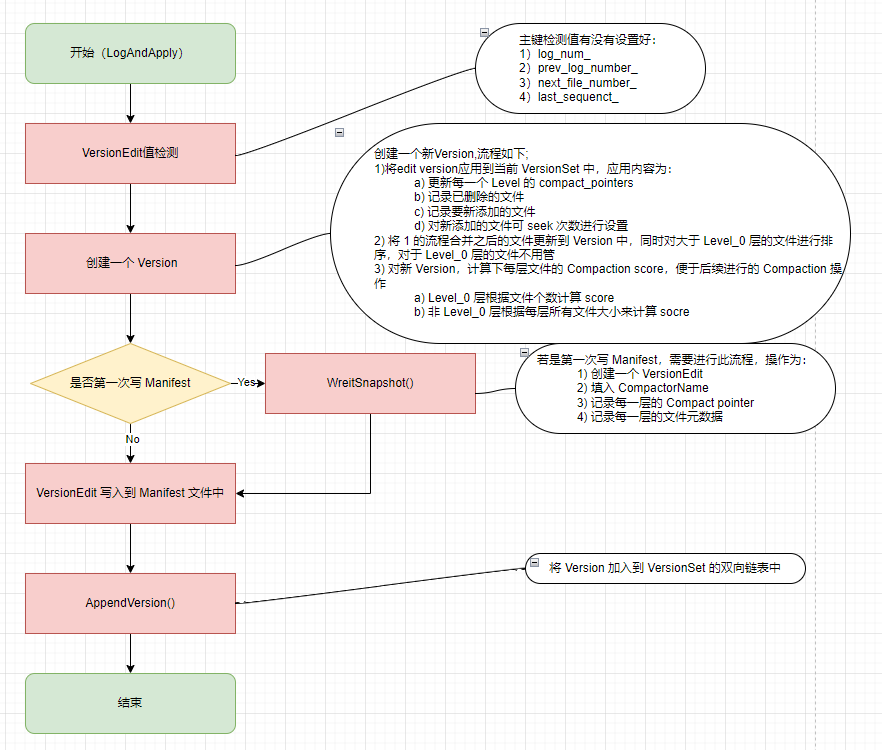 开始（LogAndApply）
主键检测值有没有设置好：
1）log_num_
2）prev_log_number_
3）next_file_number_
4）last_sequenct_
VersionEdit值检测
创建一个新Version,流程如下;
1)将edit version应用到当前 VersionSet 中，应用内容为：
a) 更新每一个 Level 的 compact_pointers
b) 记录已删除的文件
c) 记录要新添加的文件
d) 对新添加的文件可 seek 次数进行设置
2) 将 1 的流程合并之后的文件更新到 Version 中，同时对大于 Level_0 层的文件进行排
序，对于 Level_0 层的文件不用管
3) 对新 Version，计算下每层文件的 Compaction score，便于后续进行的 Compaction 操
作
a) Level_0 层根据文件个数计算 score
b) 非 Level_0 层根据每层所有文件大小来计算 socre
创建一个 Version
是否第一次写 Manifest
Yes
WreitSnapshot()
若是第一次写 Manifest，需要进行此流程，操作为：
1) 创建一个 VersionEdit
2) 填入 CompactorName
3) 记录每一层的 Compact pointer
4) 记录每一层的文件元数据
No
VersionEdit 写入到 Manifest 文件中
将 Version 加入到 VersionSet 的双向链表中
AppendVersion()
结束